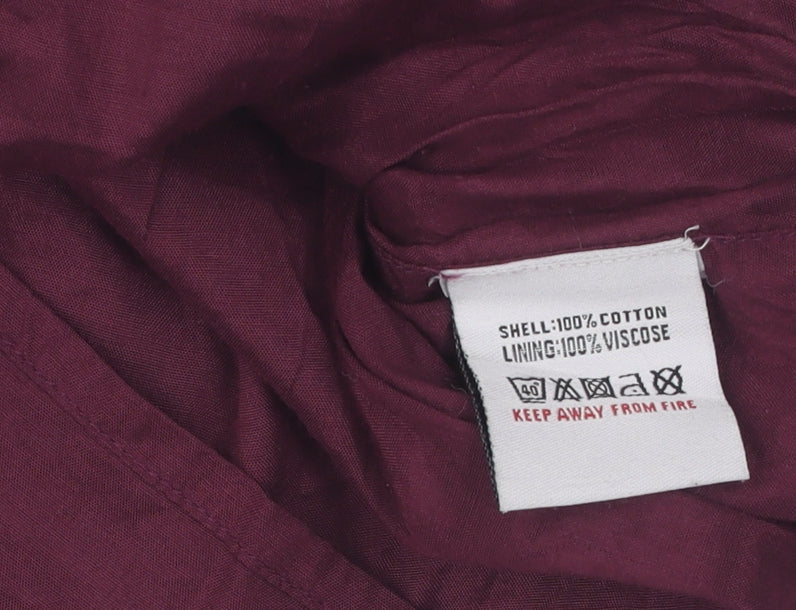 SHELL:100% COTTON
LINING:100% VISCOSE
40
KEEP AWAY FROM FIRE